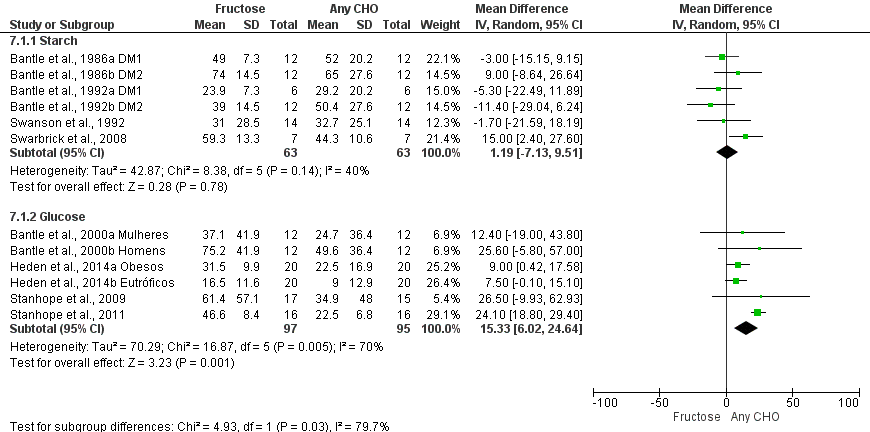 Fructose Any CHO Mean Difference Mean Difference
Study or Subgroup Mean SD Total Mean SD Total Weight IV, Random, 95% CI IV, Random, 95% CI
7.1.1 Starch
Bantle et al., 1986a DM1 49 7.3 12 52 20.2 12 22.1% -3.00 [-15.15, 9.15]
Bantle et al., 1986b DM2 74 14.5 12 65 27.6 12 14.5% 9.00 [-8.64, 26.64]
Bantle et al., 1992a DM1 23.9 7.3 6 29.2 20.2 6 15.0% -5.30 [-22.49, 11.89]
Bantle et al., 1992b DM2 39 14.5 12 50.4 27.6 12 14.5% -11.40 [-29.04, 6.24]
Swanson et al., 1992 31 28.5 14 32.7 25.1 14 12.5% -1.70 [-21.59, 18.19]
Swarbrick et al., 2008 59.3 13.3 7 44.3 10.6 7 21.4% 15.00 [2.40, 27.60]
Subtotal (95% CI) 63 63 100.0% 1.19 [-7.13, 9.51]
Heterogeneity: Tau² = 42.87; Chi² = 8.38, df = 5 (P = 0.14); I² = 40%
Test for overall effect: Z = 0.28 (P = 0.78)
7.1.2 Glucose
Bantle et al., 2000a Mulheres 37.1 41.9 12 24.7 36.4 12 6.9% 12.40 [-19.00, 43.80]
Bantle et al., 2000b Homens 75.2 41.9 12 49.6 36.4 12 6.9% 25.60 [-5.80, 57.00]
Heden et al., 2014a Obesos 31.5 9.9 20 22.5 16.9 20 25.2% 9.00 [0.42, 17.58]
Heden et al., 2014b Eutróficos 16.5 11.6 20 9 12.9 20 26.4% 7.50 [-0.10, 15.10]
Stanhope et al., 2009 61.4 57.1 17 34.9 48 15 5.4% 26.50 [-9.93, 62.93]
Stanhope et al., 2011 46.6 8.4 16 22.5 6.8 16 29.1% 24.10 [18.80, 29.40]
Subtotal (95% CI) 97 95 100.0% 15.33 [6.02, 24.64]
Heterogeneity: Tau² = 70.29; Chi² = 16.87, df = 5 (P = 0.005); I² = 70%
Test for overall effect: Z = 3.23 (P = 0.001)
-100 -50 0 50 100
Fructose Any CHO
Test for subgroup differences: Chi² = 4.93, df = 1 (P = 0.03), I² = 79.7%